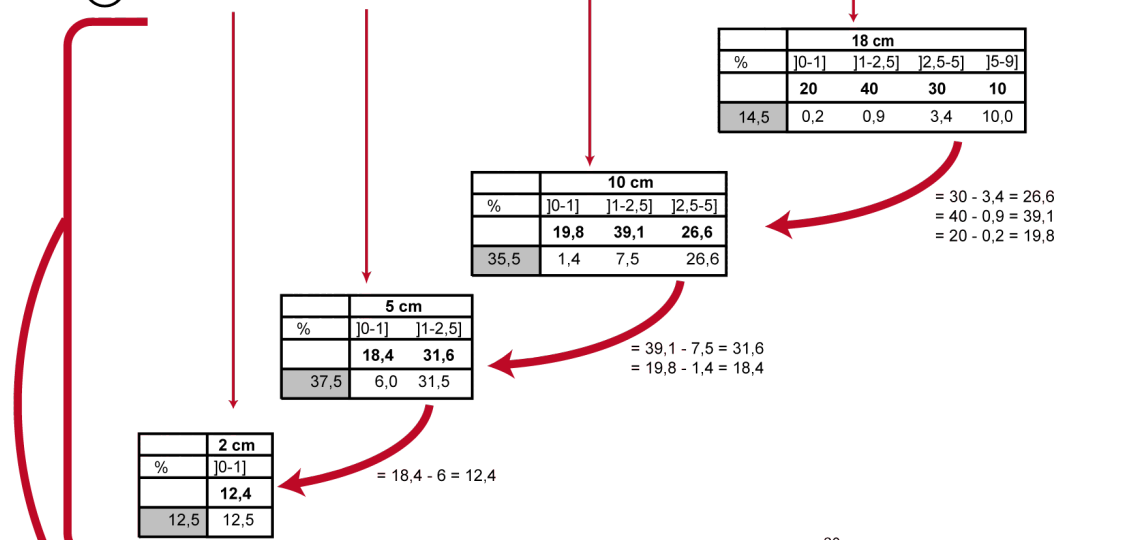 18 cm
% ]0-1] ]1-2,5] ]2,5-5] ]5-9]
20 40 30 10
14,5 0,2 0,9 3,4 10,0
= 30 - 3,4 = 26,6
= 40 - 0,9 = 39,1
= 20 - 0,2 = 19,8
10 cm
% ]0-1] ]1-2,5] ]2,5-5]
19,8 39,1 26,6
35,5 1,4 7,5 26,6
= 39,1 - 7,5 = 31,6
= 19,8 - 1,4 = 18,4
5 cm
% ]0-1] ]1-2,5]
18,4 31,6
37,5 6,0 31,5
= 18,4 - 6 = 12,4
2 cm
% ]0-1]
12,4
12,5 12,5